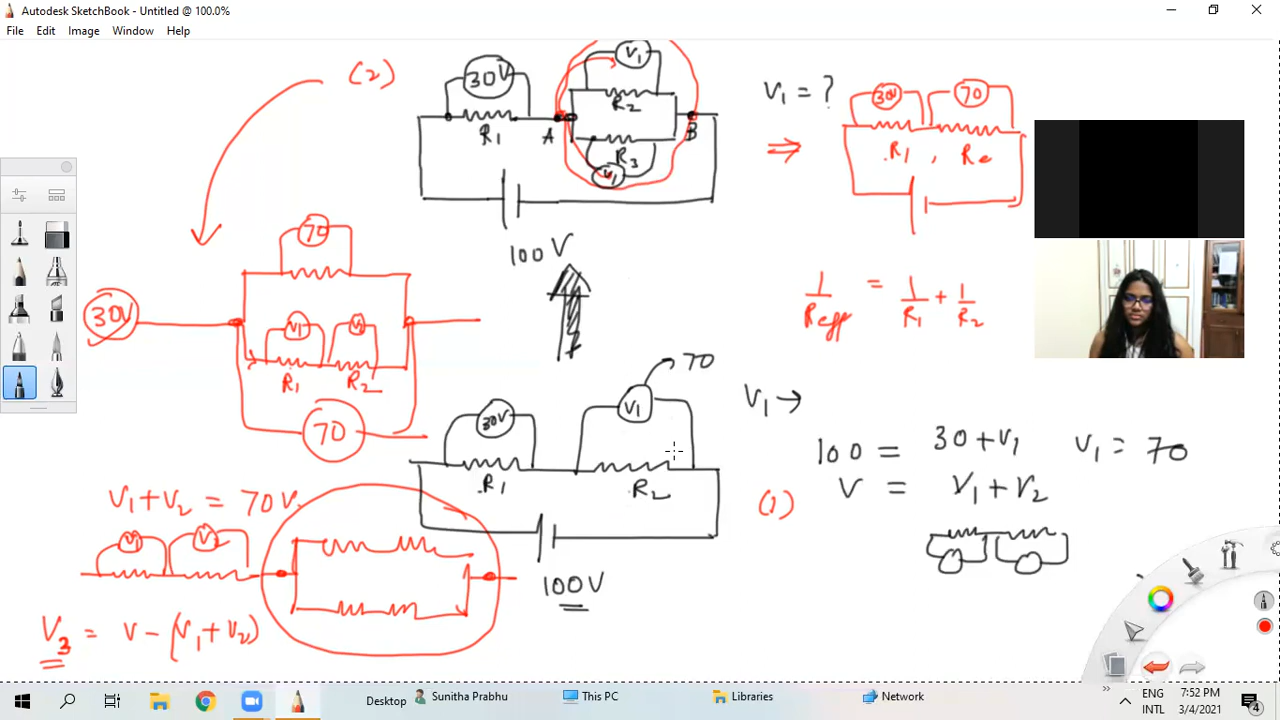 Autodesk SketchBook - Untitled @ 100.0%
File Edit Image Window Help
(2)
30V
R1
A
V1
R2
R3
V1
B
100V
V1 = ?
⇒
30V
70
R1 , Re
1/Reff = 1/R1 + 1/R2
70
30V
V1
R1
R2
70
V1 + V2 = 70V
V1
V2
V3 = V - (V1 + V2)
30V
R1
V1
70
R2
100V
V1 →
100 = 30 + V1
V1 = 70
(1)
V = V1 + V2
Desktop
Sunitha Prabhu
This PC
Libraries
Network
ENG
INTL
7:52 PM
3/4/2021
4